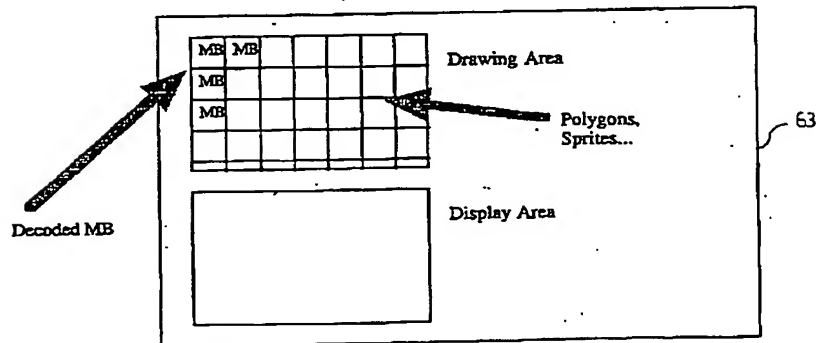 MB MB
Drawing Area
MB
MB
Polygons,
Sprites...
63
Decoded MB
Display Area